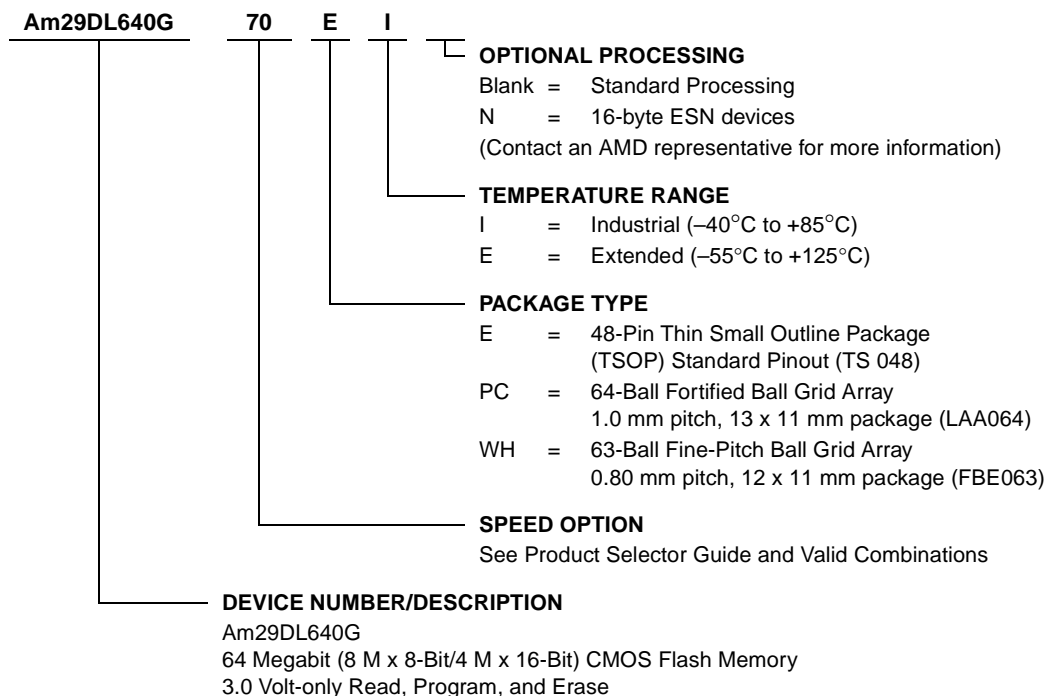 Am29DL640G 70 E I
OPTIONAL PROCESSING
Blank = Standard Processing
N = 16-byte ESN devices
(Contact an AMD representative for more information)
TEMPERATURE RANGE
I = Industrial (–40°C to +85°C)
E = Extended (–55°C to +125°C)
PACKAGE TYPE
E = 48-Pin Thin Small Outline Package
(TSOP) Standard Pinout (TS 048)
PC = 64-Ball Fortified Ball Grid Array
1.0 mm pitch, 13 x 11 mm package (LAA064)
WH = 63-Ball Fine-Pitch Ball Grid Array
0.80 mm pitch, 12 x 11 mm package (FBE063)
SPEED OPTION
See Product Selector Guide and Valid Combinations
DEVICE NUMBER/DESCRIPTION
Am29DL640G
64 Megabit (8 M x 8-Bit/4 M x 16-Bit) CMOS Flash Memory
3.0 Volt-only Read, Program, and Erase